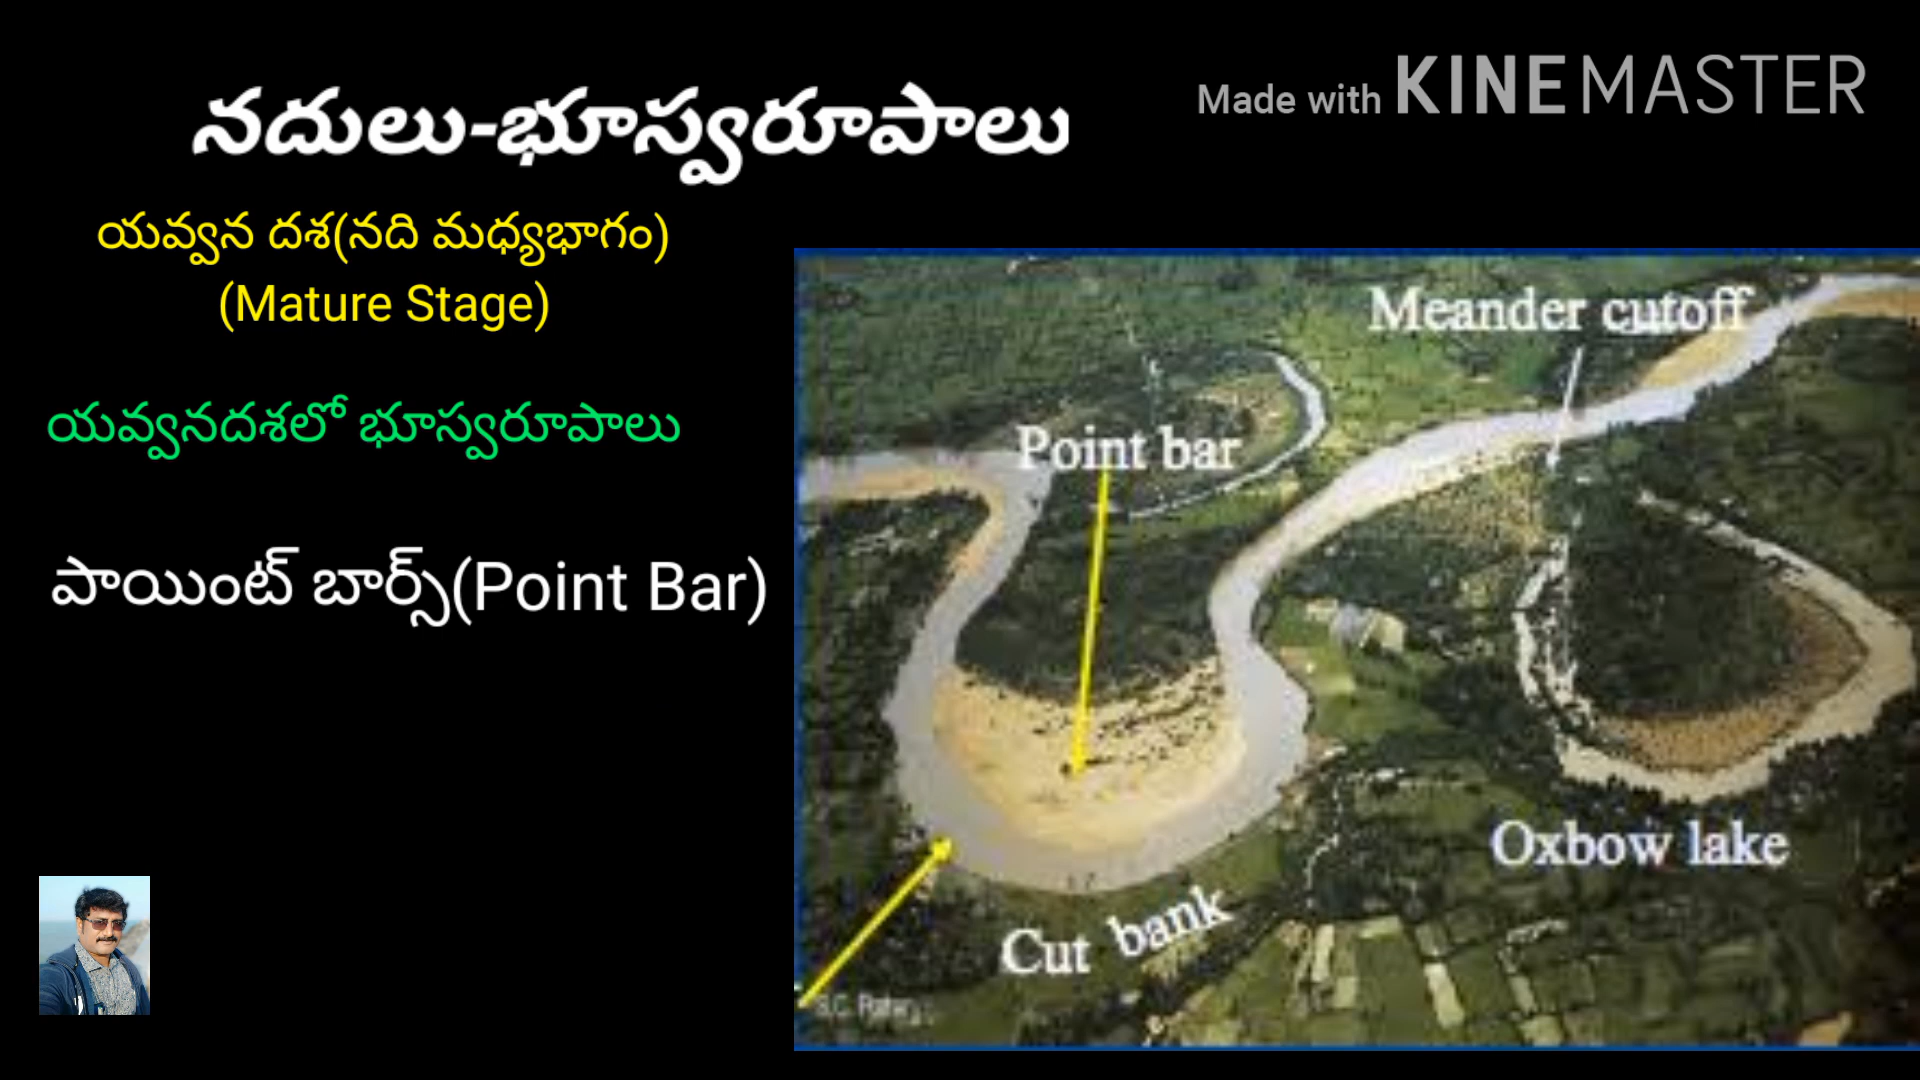 Made with KINEMASTER
నదులు-భూస్వరూపాలు
యవ్వన దశ(నది మధ్యభాగం)
(Mature Stage)
యవ్వనదశలో భూస్వరూపాలు
పాయింట్ బార్స్(Point Bar)
Meander cutoff
Point bar
Oxbow lake
Cut bank